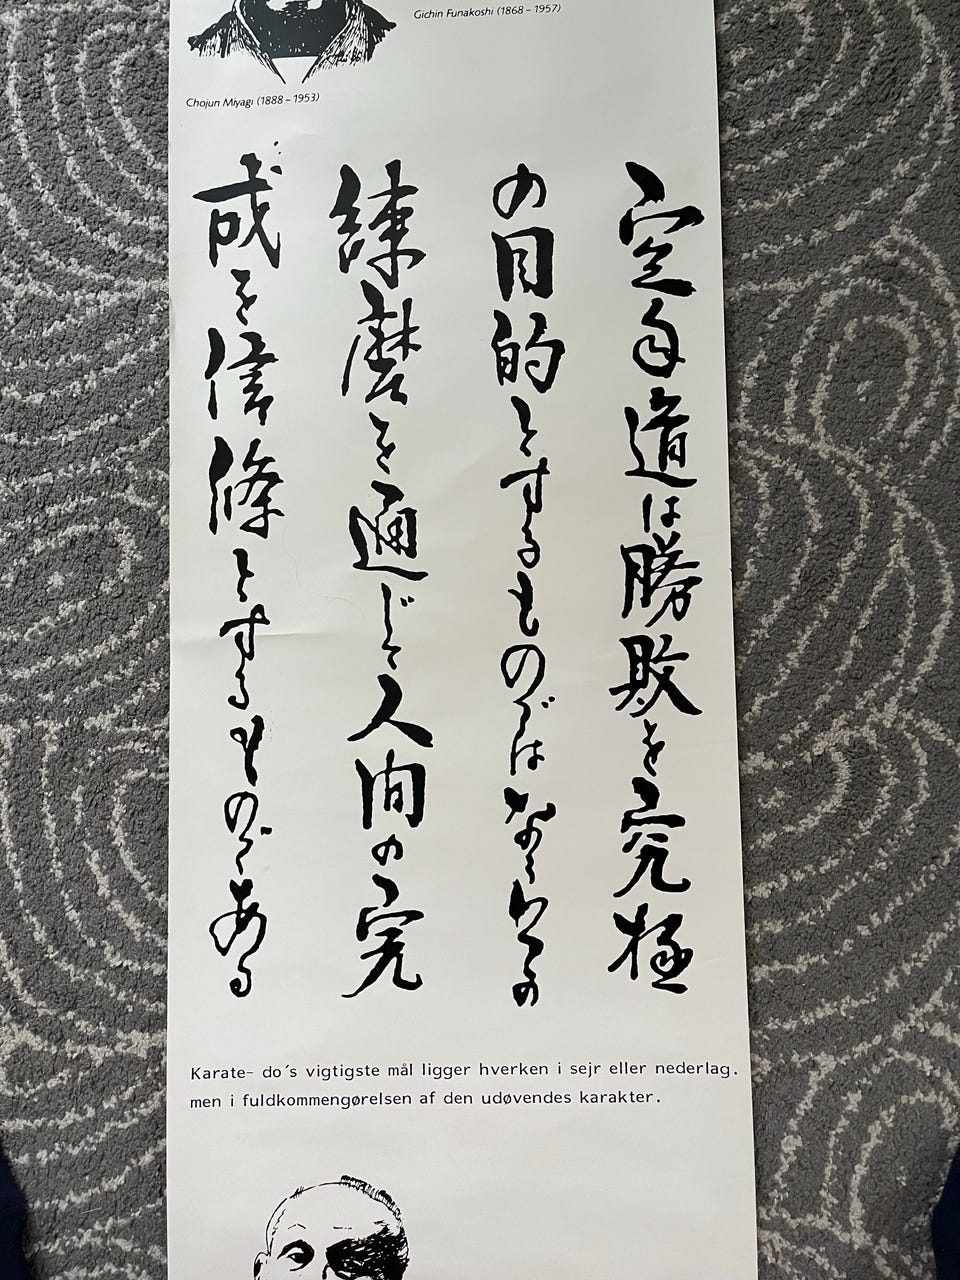 Gichin Funakoshi (1868 – 1957)
Chojun Miyagi (1888 – 1953)
空手道は勝敗を究極
の目的とするものではなくわざの
練磨を通じて人間の完
成を信條とするものである
Karate- do´s vigtigste mål ligger hverken i sejr eller nederlag.
men i fuldkommengørelsen af den udøvendes karakter.